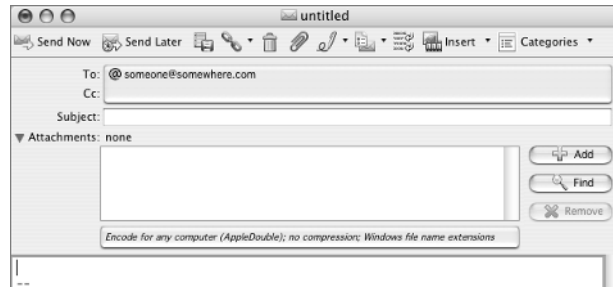 untitled
Send Now Send Later Insert Categories
To: @ someone@somewhere.com
Cc:
Subject:
Attachments: none
Add
Find
Remove
Encode for any computer (AppleDouble); no compression; Windows file name extensions
--